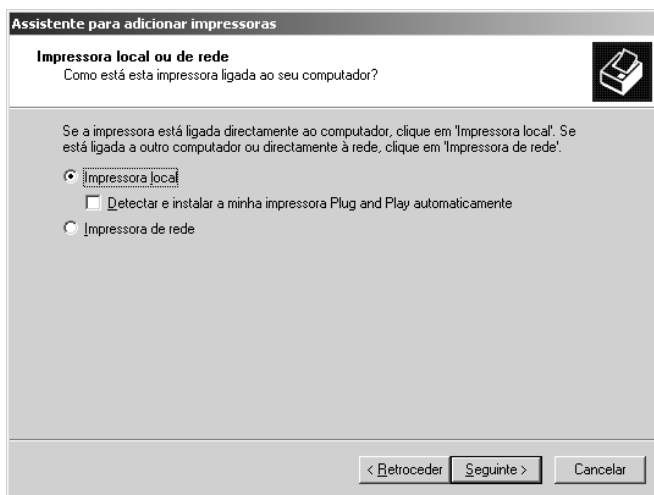 Assistente para adicionar impressoras
Impressora local ou de rede
Como está esta impressora ligada ao seu computador?
Se a impressora está ligada directamente ao computador, clique em 'Impressora local'. Se
está ligada a outro computador ou directamente à rede, clique em 'Impressora de rede'.
Impressora local
Detectar e instalar a minha impressora Plug and Play automaticamente
Impressora de rede
< Retroceder Seguinte > Cancelar